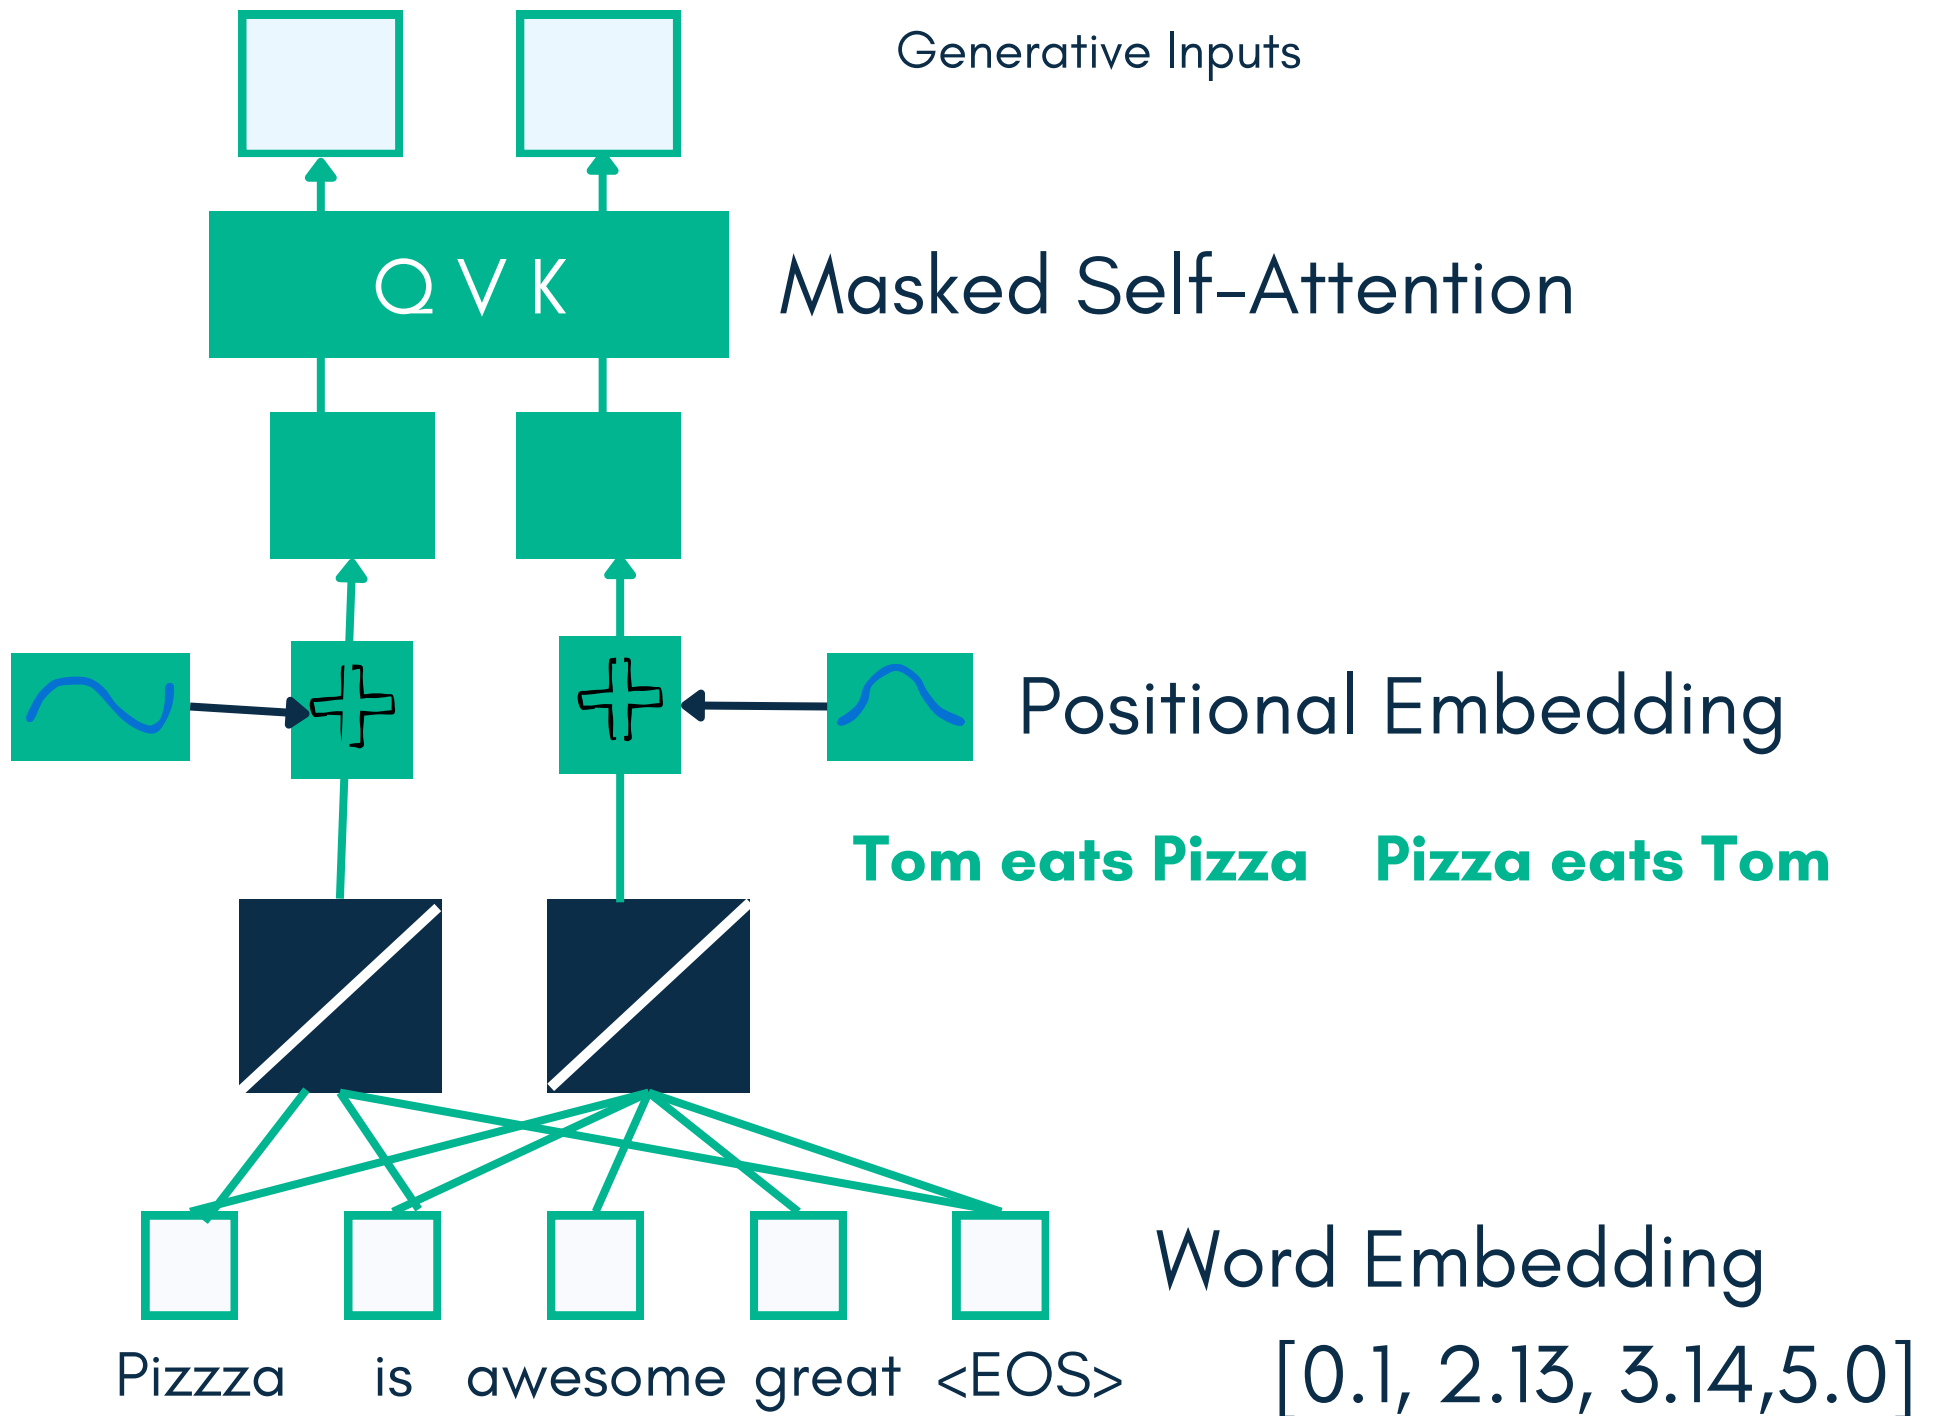 Generative Inputs
Q V K
Masked Self-Attention
Positional Embedding
Tom eats Pizza
Pizza eats Tom
Word Embedding
Pizzza is awesome great <EOS>
[0.1, 2.13, 3.14,5.0]